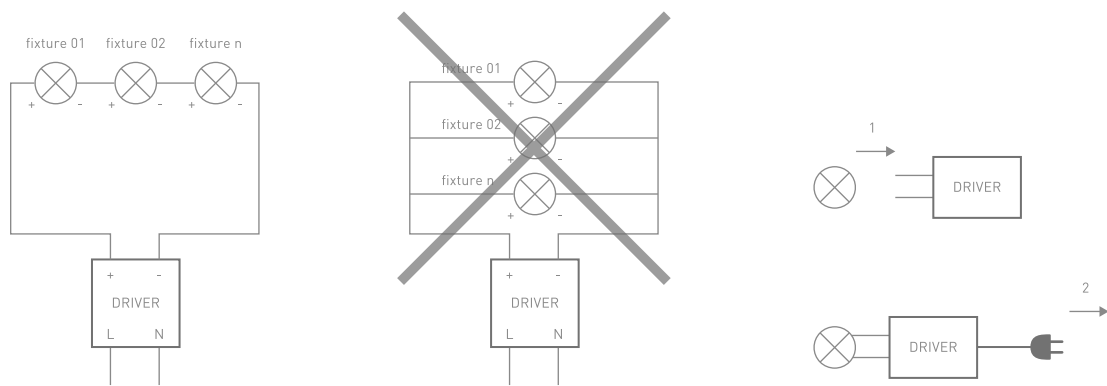 fixture 01 fixture 02 fixture n
+ - + - + -
+ -
DRIVER
L N
fixture 01
+ -
fixture 02
+ -
fixture n
+ -
+ -
DRIVER
L N
1
DRIVER
2
DRIVER